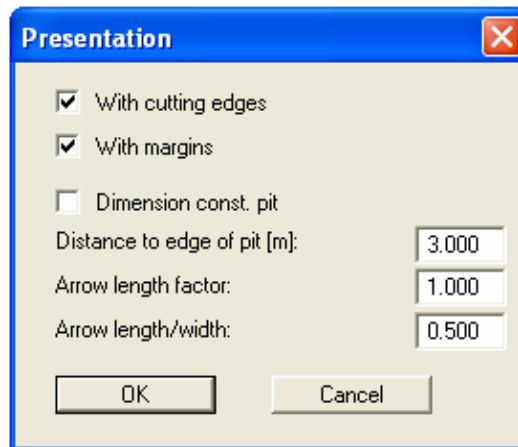 Presentation
With cutting edges
With margins
Dimension const. pit
Distance to edge of pit [m]: 3.000
Arrow length factor: 1.000
Arrow length/width: 0.500
OK Cancel